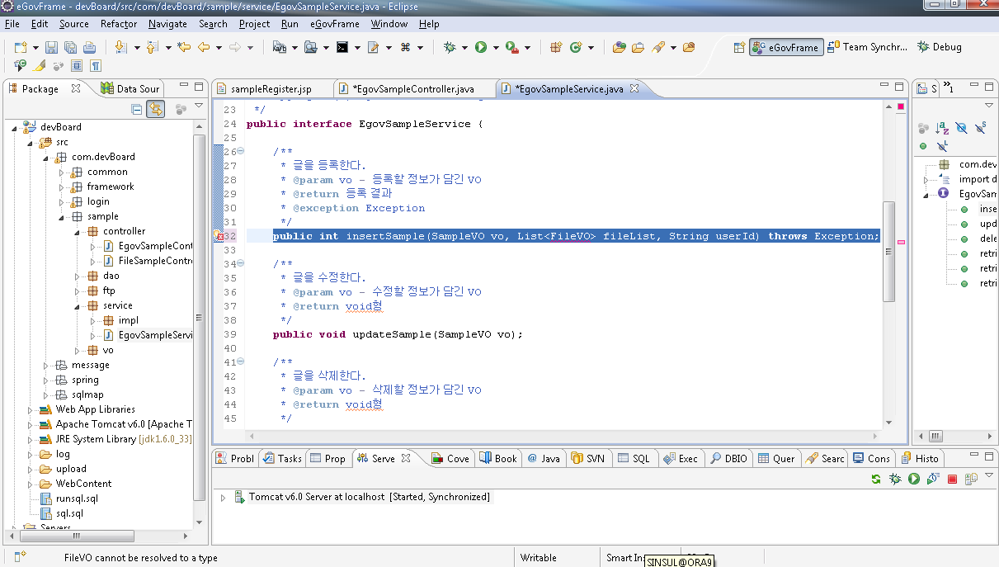 eGovFrame - devBoard/src/com/devBoard/sample/service/EgovSampleService.java - Eclipse
File Edit Source Refactor Navigate Search Project Run eGovFrame Window Help
eGovFrame Team Synchr... Debug
Package Data Sour
sampleRegister.jsp *EgovSampleController.java *EgovSampleService.java
S »1
devBoard
src
com.devBoard
common
framework
login
sample
controller
EgovSampleCont
FileSampleContro
dao
ftp
service
impl
EgovSampleServi
vo
message
spring
sqlmap
Web App Libraries
Apache Tomcat v6.0 [Apache T
JRE System Library [jdk1.6.0_33]
log
upload
WebContent
runsql.sql
sql.sql
Servers
23 */
24 public interface EgovSampleService {
25
26 /**
27 * 글을 등록한다.
28 * @param vo - 등록할 정보가 담긴 VO
29 * @return 등록 결과
30 * @exception Exception
31 */
32 public int insertSample(SampleVO vo, List<FileVO> fileList, String userId) throws Exception;
33
34 /**
35 * 글을 수정한다.
36 * @param vo - 수정할 정보가 담긴 VO
37 * @return void형
38 */
39 public void updateSample(SampleVO vo);
40
41 /**
42 * 글을 삭제한다.
43 * @param vo - 삭제할 정보가 담긴 VO
44 * @return void형
45 */
com.dev
import d
EgovSam
inse
upd
dele
retri
retri
retri
Probl Tasks Prop Serve Cove Book Java SVN SQL Exec DBIO Quer Searc Cons Histo
Tomcat v6.0 Server at localhost [Started, Synchronized]
FileVO cannot be resolved to a type Writable Smart Ins
SINSUL@ORA9